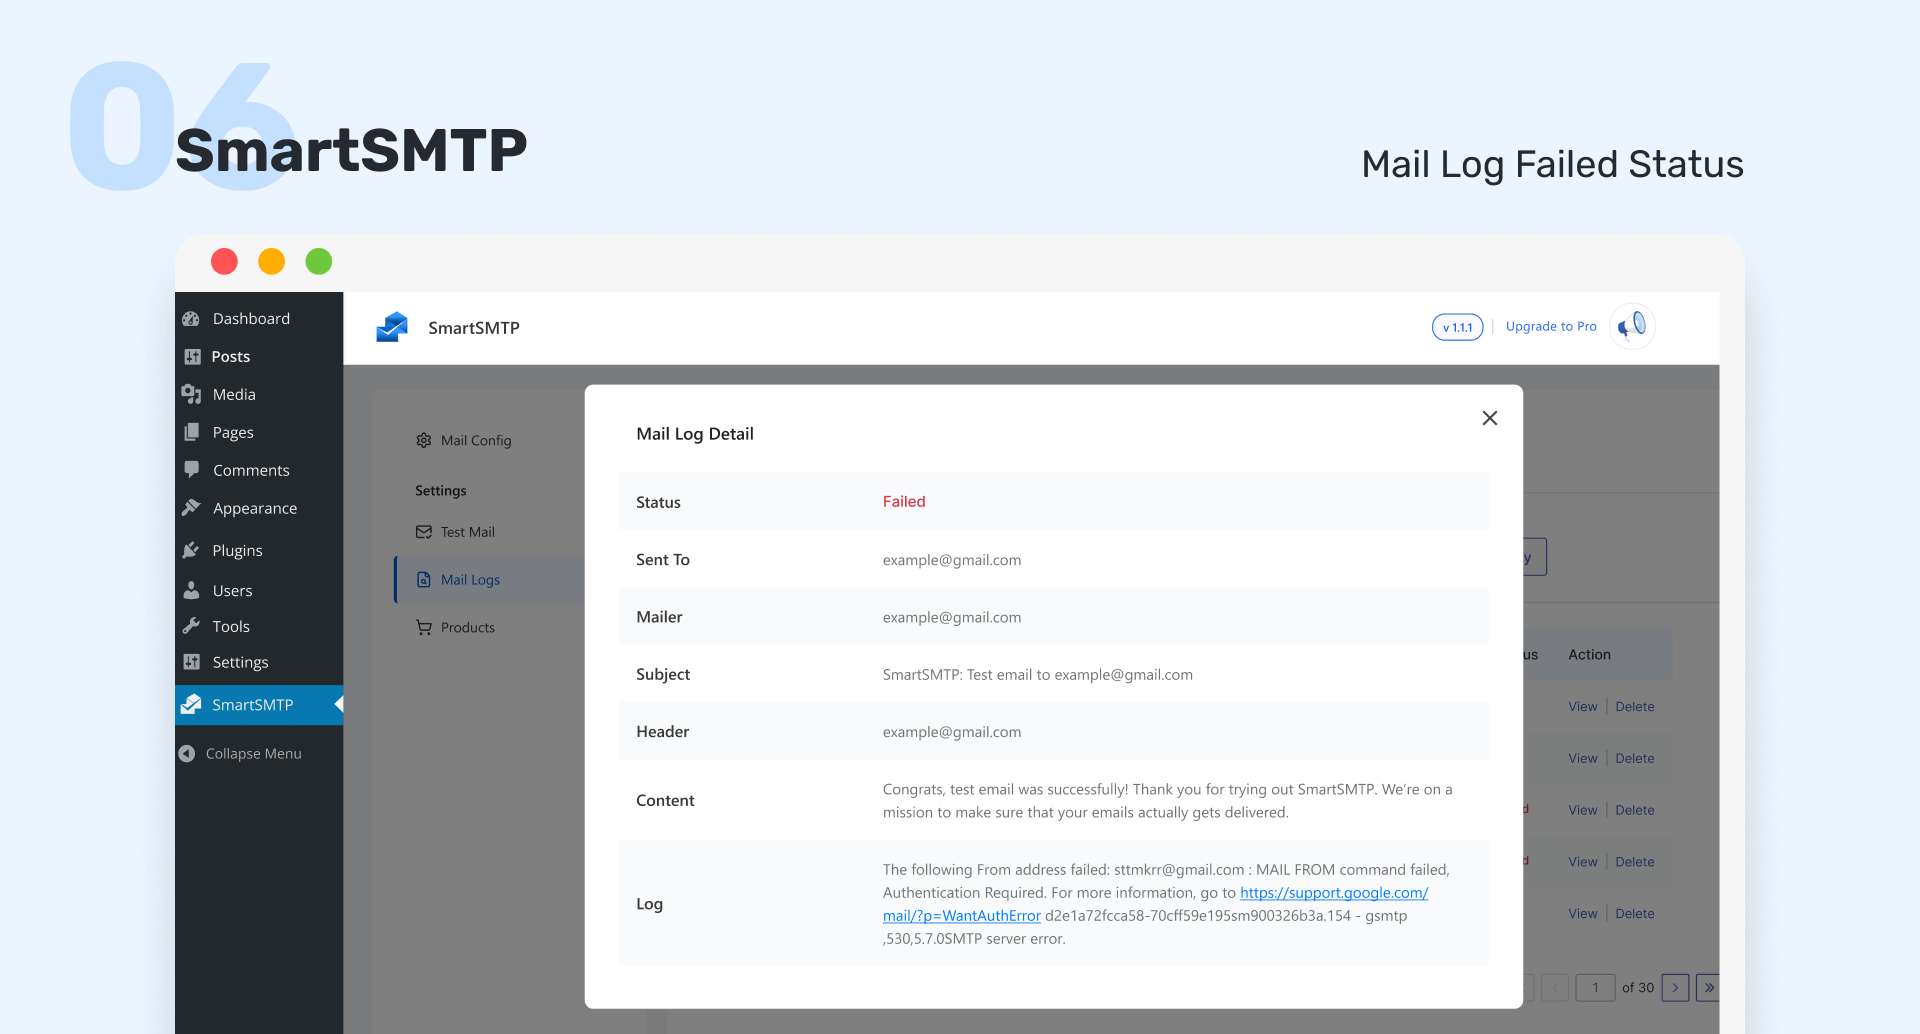 06
SmartSMTP
Mail Log Failed Status
Dashboard
Posts
Media
Pages
Comments
Appearance
Plugins
Users
Tools
Settings
SmartSMTP
Collapse Menu
SmartSMTP
v 1.1.1
Upgrade to Pro
Mail Config
Settings
Test Mail
Mail Logs
Products
Mail Log Detail
Status Failed
Sent To example@gmail.com
Mailer example@gmail.com
Subject SmartSMTP: Test email to example@gmail.com
Header example@gmail.com
Content
Congrats, test email was successfully! Thank you for trying out SmartSMTP. We're on a
mission to make sure that your emails actually gets delivered.
Log
The following From address failed: sttmkrr@gmail.com : MAIL FROM command failed,
Authentication Required. For more information, go to https://support.google.com/
mail/?p=WantAuthError d2e1a72fcca58-70cff59e195sm900326b3a.154 - gsmtp
,530,5.7.0SMTP server error.
y
us Action
View Delete
View Delete
d View Delete
d View Delete
View Delete
1 of 30